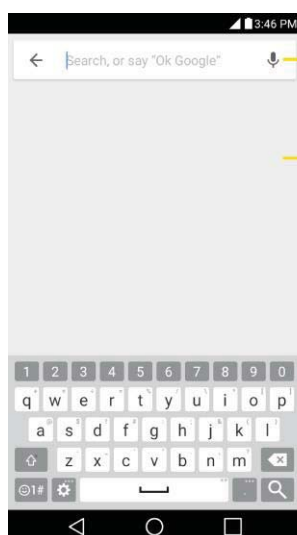 3:46 PM
Search, or say "Ok Google"
1 2 3 4 5 6 7 8 9 0
q w e r t y u i o p
a s d f g h j k l
z x c v b n m
1# .